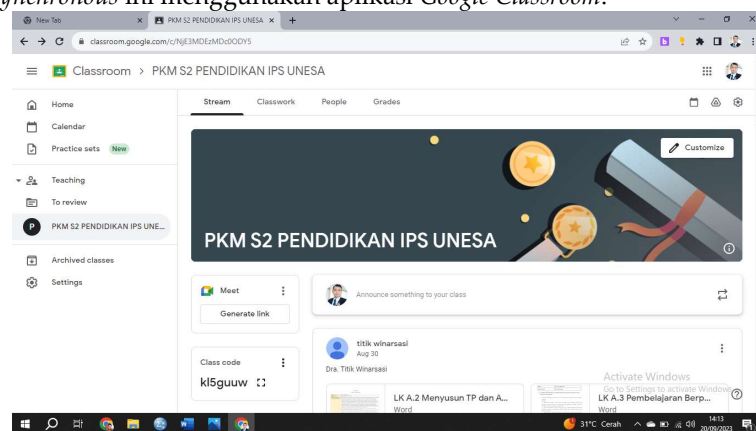 ynchronous ini menggunakan aplikasi Google Classroom.
New Tab
PKM S2 PENDIDIKAN IPS UNESA
classroom.google.com/c/NjE3MDEzMDc0ODY5
Classroom > PKM S2 PENDIDIKAN IPS UNESA
Home
Calendar
Practice sets New
Teaching
To review
P PKM S2 PENDIDIKAN IPS UNE...
Archived classes
Settings
Stream Classwork People Grades
Customize
PKM S2 PENDIDIKAN IPS UNESA
Meet
Generate link
Class code
kl5guuw
Announce something to your class
titik winarsasi
Aug 30
Dra. Titik Winarsasi
LK A.2 Menyusun TP dan A...
Word
LK A.3 Pembelajaran Berp...
Word
Activate Windows
Go to Settings to activate Windows.
31°C Cerah
14:13
20/09/2023